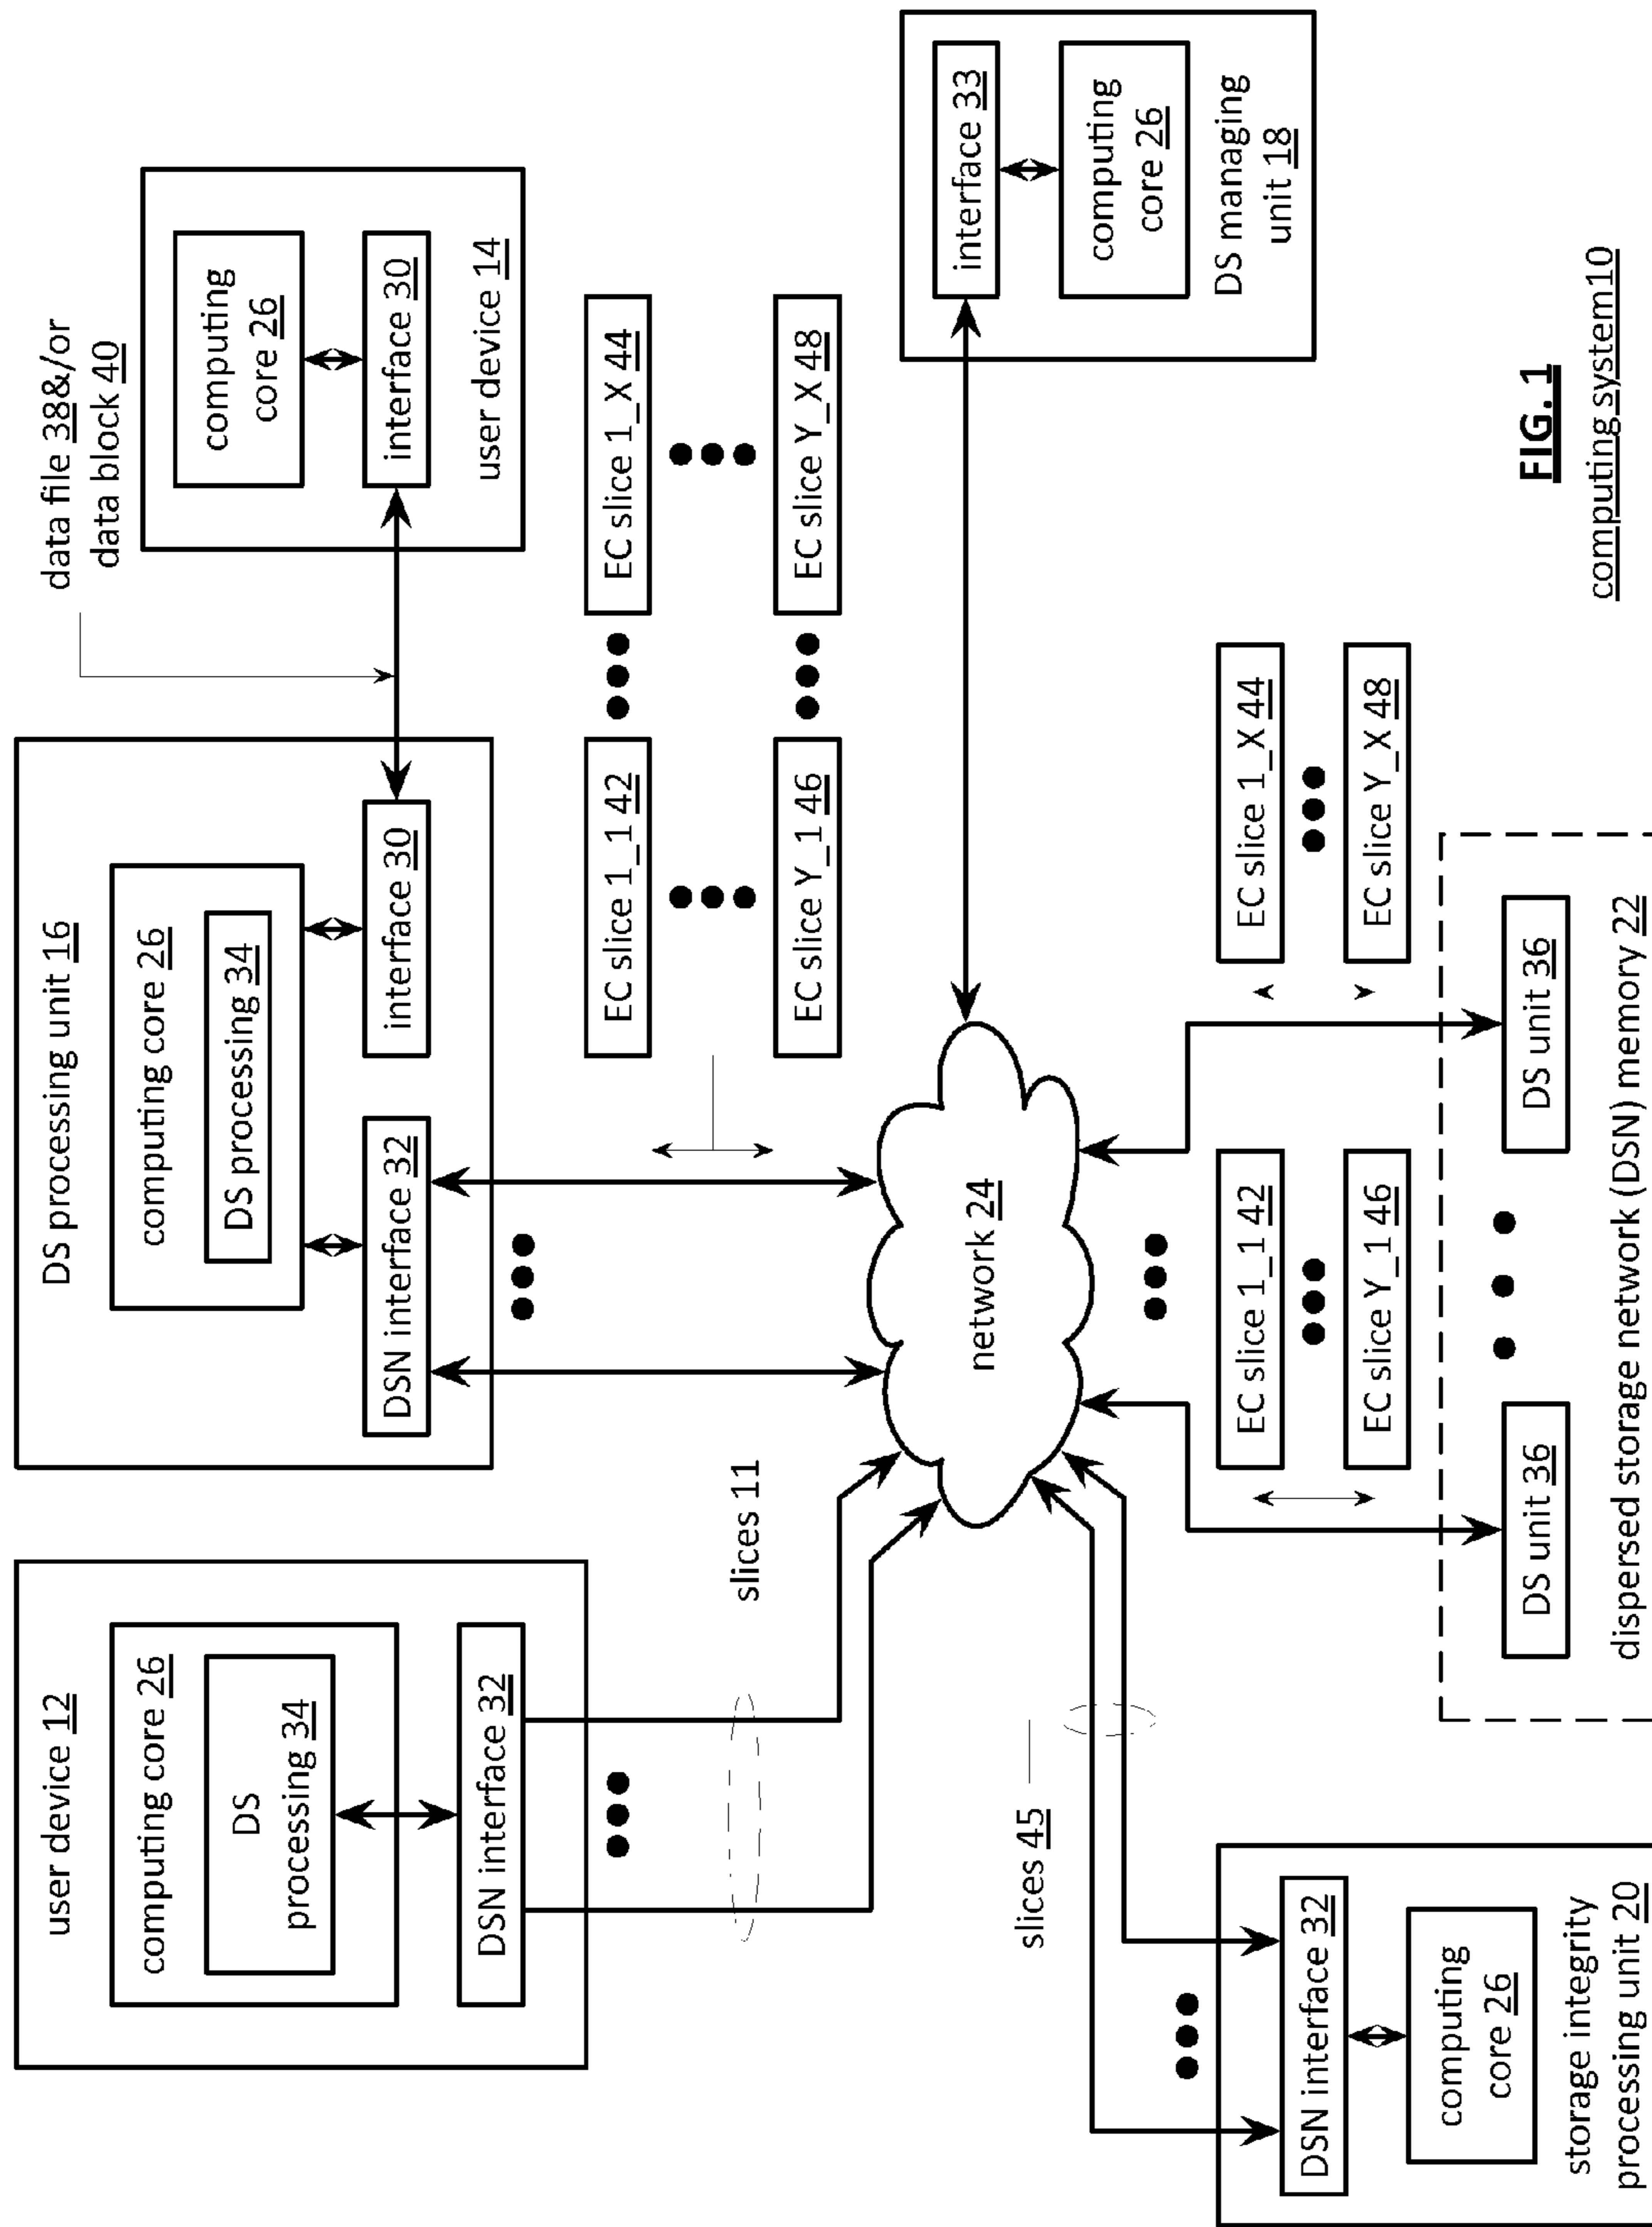 user device 12
computing core 26
DS
processing 34
DSN interface 32
slices 11
DS processing unit 16
computing core 26
DS processing 34
DSN interface 32
interface 30
data file 38&/or
data block 40
computing
core 26
interface 30
user device 14
EC slice 1_1 42
EC slice 1_X 44
EC slice Y_1 46
EC slice Y_X 48
network 24
interface 33
computing
core 26
DS managing
unit 18
slices 45
DSN interface 32
computing
core 26
storage integrity
processing unit 20
EC slice 1_1 42
EC slice Y_1 46
EC slice 1_X 44
EC slice Y_X 48
DS unit 36
DS unit 36
dispersed storage network (DSN) memory 22
FIG. 1
computing system10